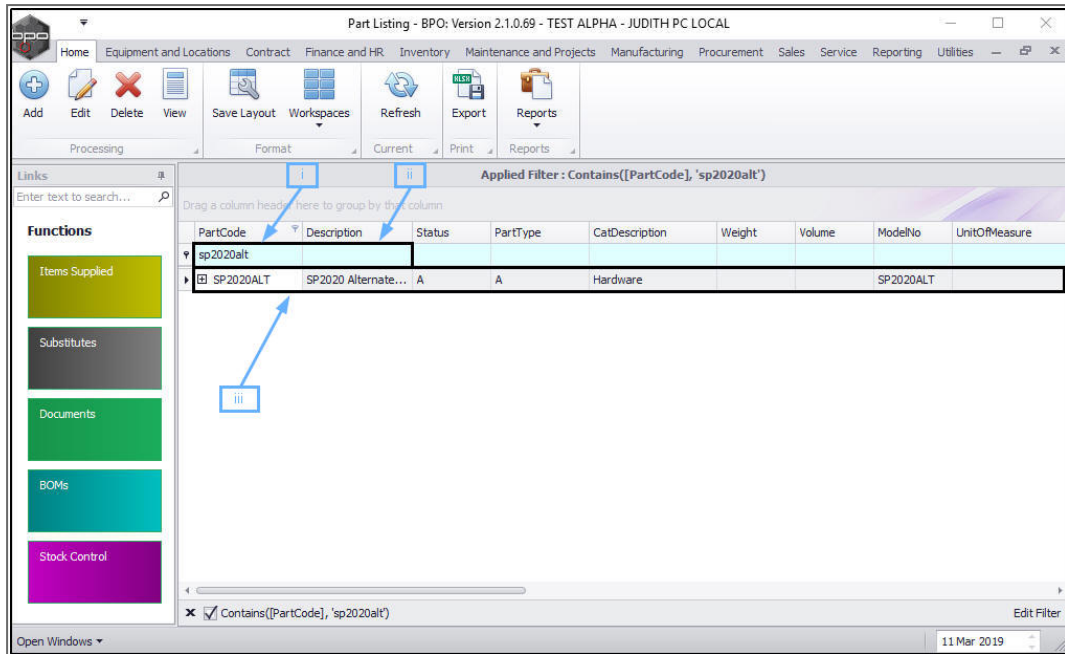 bpo
Part Listing - BPO: Version 2.1.0.69 - TEST ALPHA - JUDITH PC LOCAL
Home Equipment and Locations Contract Finance and HR Inventory Maintenance and Projects Manufacturing Procurement Sales Service Reporting Utilities
Add Edit Delete View Save Layout Workspaces Refresh Export Reports
Processing Format Current Print Reports
Links i ii Applied Filter : Contains([PartCode], 'sp2020alt')
Enter text to search... Drag a column header here to group by that column
Functions PartCode Description Status PartType CatDescription Weight Volume ModelNo UnitOfMeasure
sp2020alt
Items Supplied SP2020ALT SP2020 Alternate... A A Hardware SP2020ALT
Substitutes
iii
Documents
BOMs
Stock Control
Contains([PartCode], 'sp2020alt') Edit Filter
Open Windows 11 Mar 2019